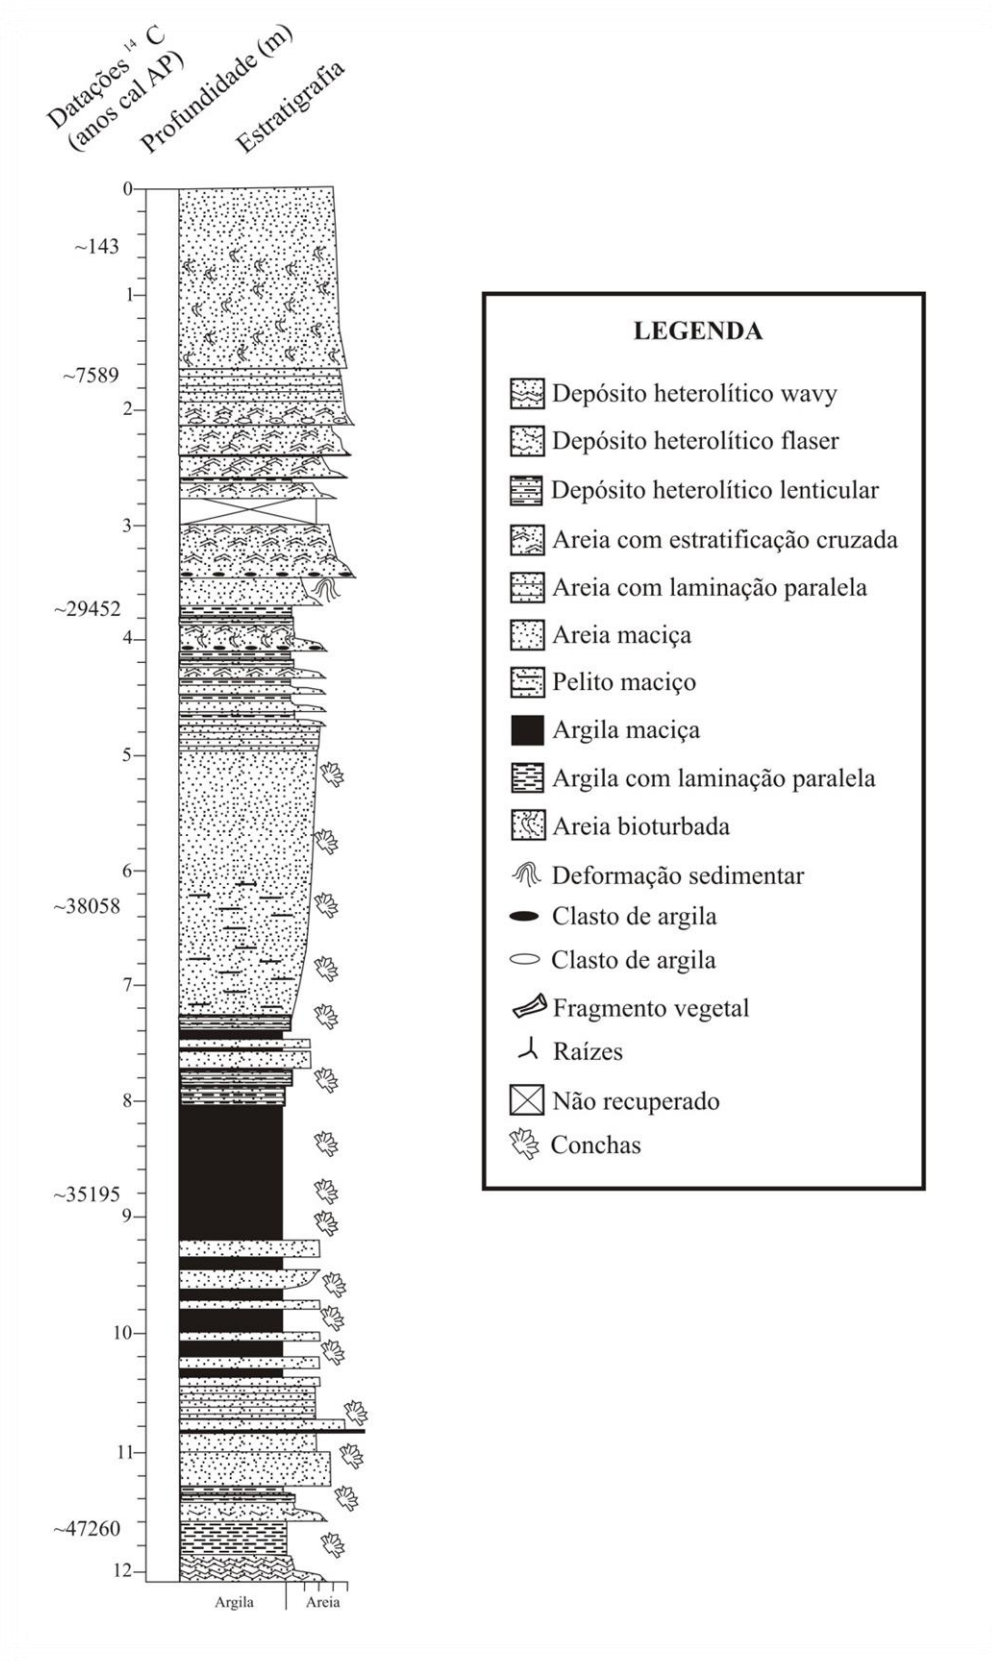 Datações ¹⁴ C
(anos cal AP)
Profundidade (m)
Estratigrafia
0
~143
1
~7589
2
3
~29452
4
5
6
~38058
7
8
~35195
9
10
11
~47260
12
Argila
Areia
LEGENDA
Depósito heterolítico wavy
Depósito heterolítico flaser
Depósito heterolítico lenticular
Areia com estratificação cruzada
Areia com laminação paralela
Areia maciça
Pelito maciço
Argila maciça
Argila com laminação paralela
Areia bioturbada
Deformação sedimentar
Clasto de argila
Clasto de argila
Fragmento vegetal
Raízes
Não recuperado
Conchas